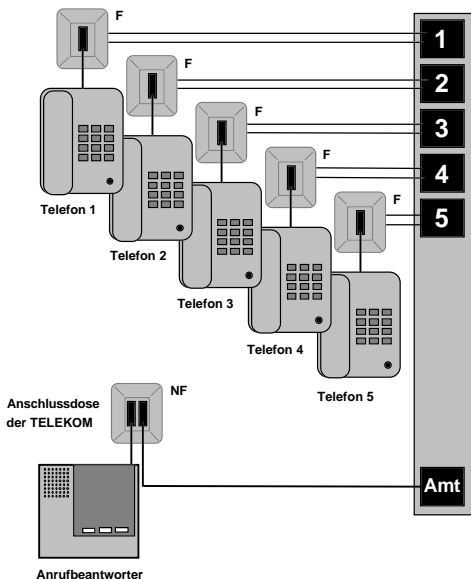 F
1
F
2
F
3
F
4
F
5
Telefon 1
Telefon 2
Telefon 3
Telefon 4
Telefon 5
NF
Anschlussdose
der TELEKOM
Amt
Anrufbeantworter